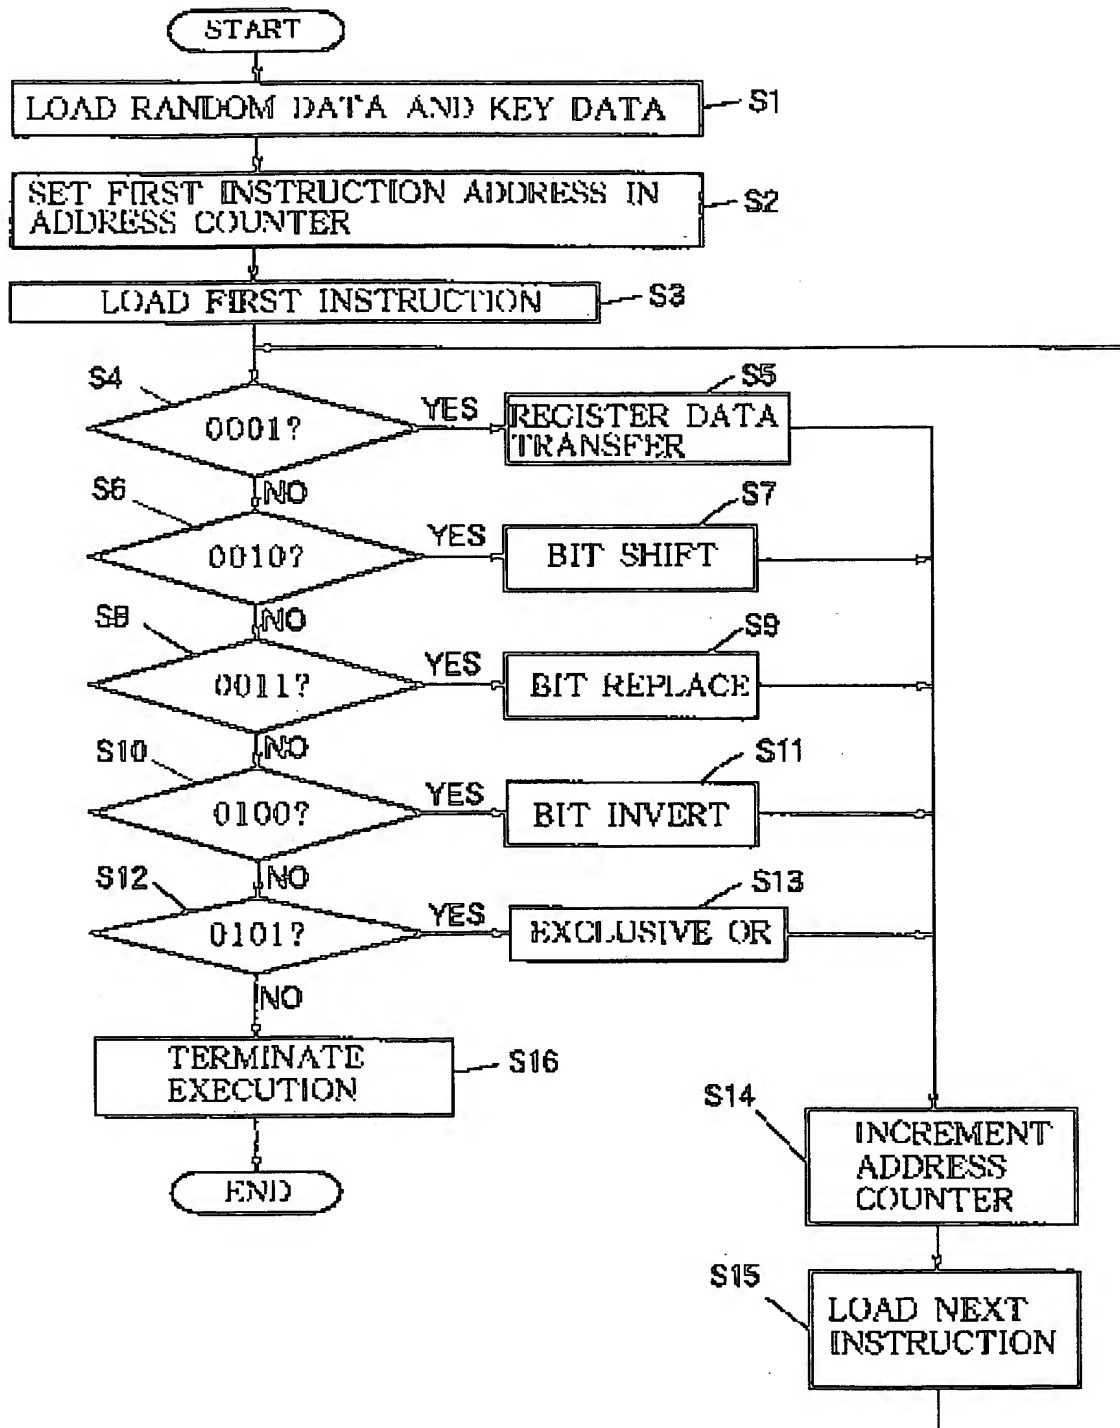 START
LOAD RANDOM DATA AND KEY DATA
S1
SET FIRST INSTRUCTION ADDRESS IN
ADDRESS COUNTER
S2
LOAD FIRST INSTRUCTION
S3
S4
0001?
YES
S5
REGISTER DATA
TRANSFER
NO
S6
0010?
YES
S7
BIT SHIFT
NO
S8
0011?
YES
S9
BIT REPLACE
NO
S10
0100?
YES
S11
BIT INVERT
NO
S12
0101?
YES
S13
EXCLUSIVE OR
NO
TERMINATE
EXECUTION
S16
END
S14
INCREMENT
ADDRESS
COUNTER
S15
LOAD NEXT
INSTRUCTION